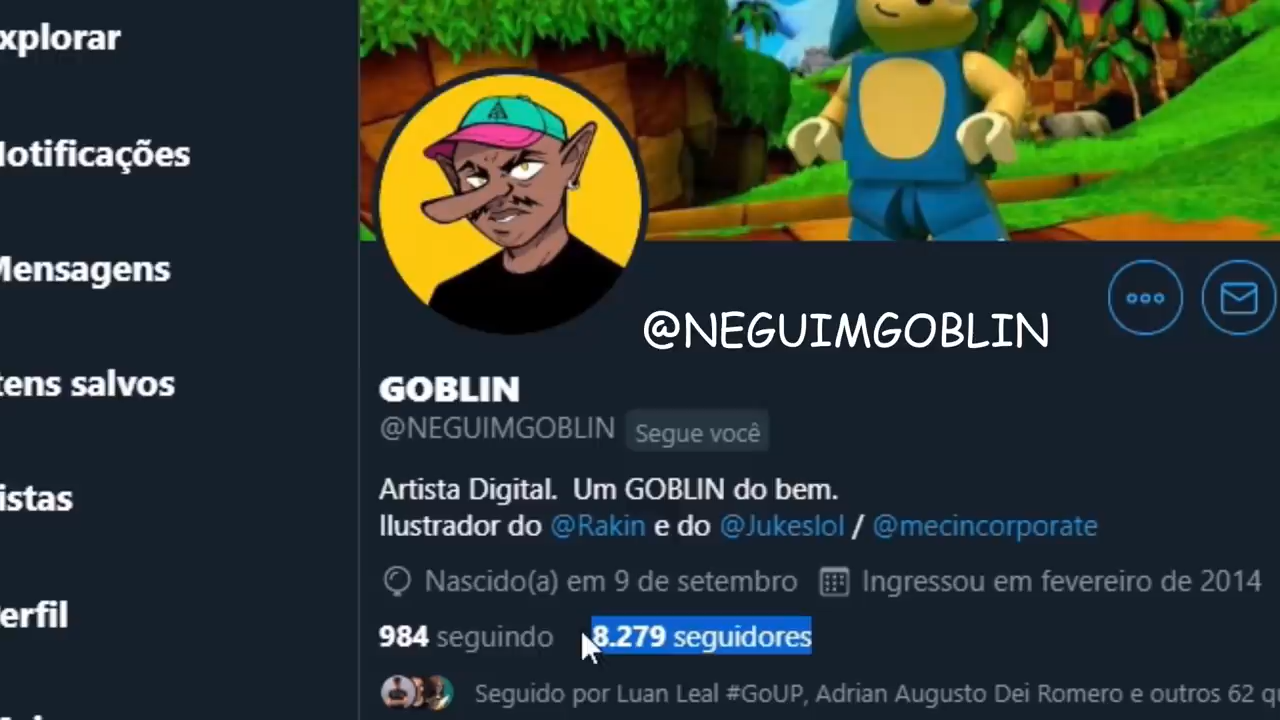 xplorar
Notificações
Mensagens
tens salvos
istas
erfil
@NEGUIMGOBLIN
GOBLIN
@NEGUIMGOBLIN Segue você
Artista Digital. Um GOBLIN do bem.
Ilustrador do @Rakin e do @Jukeslol / @mecincorporate
Nascido(a) em 9 de setembro Ingressou em fevereiro de 2014
984 seguindo 8.279 seguidores
Seguido por Luan Leal #GoUP, Adrian Augusto Dei Romero e outros 62 q